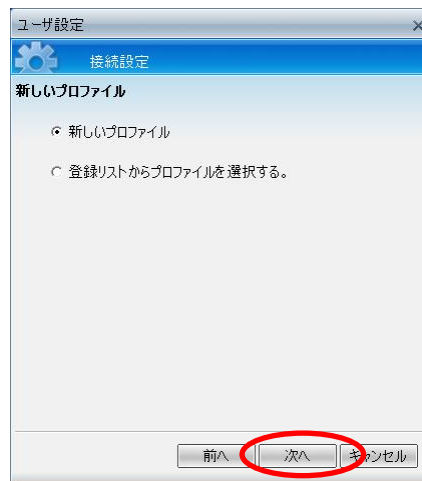 ユーザ設定
接続設定
新しいプロファイル
新しいプロファイル
登録リストからプロファイルを選択する。
前へ 次へ キャンセル